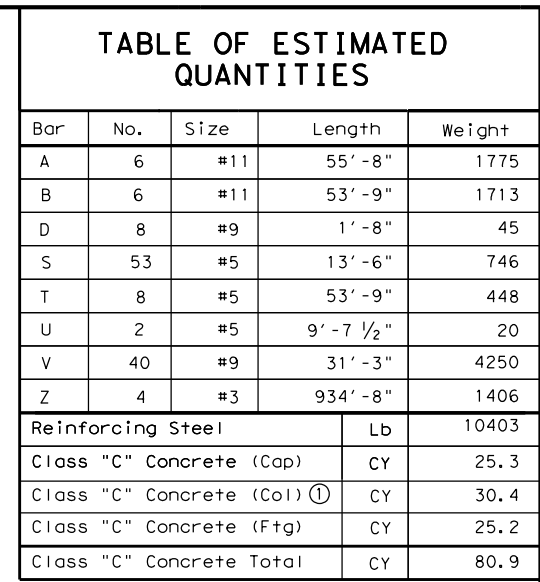 TABLE OF ESTIMATED
QUANTITIES
Bar No. Size Length Weight
A 6 #11 55'-8" 1775
B 6 #11 53'-9" 1713
D 8 #9 1'-8" 45
S 53 #5 13'-6" 746
T 8 #5 53'-9" 448
U 2 #5 9'-7 1/2" 20
V 40 #9 31'-3" 4250
Z 4 #3 934'-8" 1406
Reinforcing Steel Lb 10403
Class "C" Concrete (Cap) CY 25.3
Class "C" Concrete (Col) ① CY 30.4
Class "C" Concrete (Ftg) CY 25.2
Class "C" Concrete Total CY 80.9